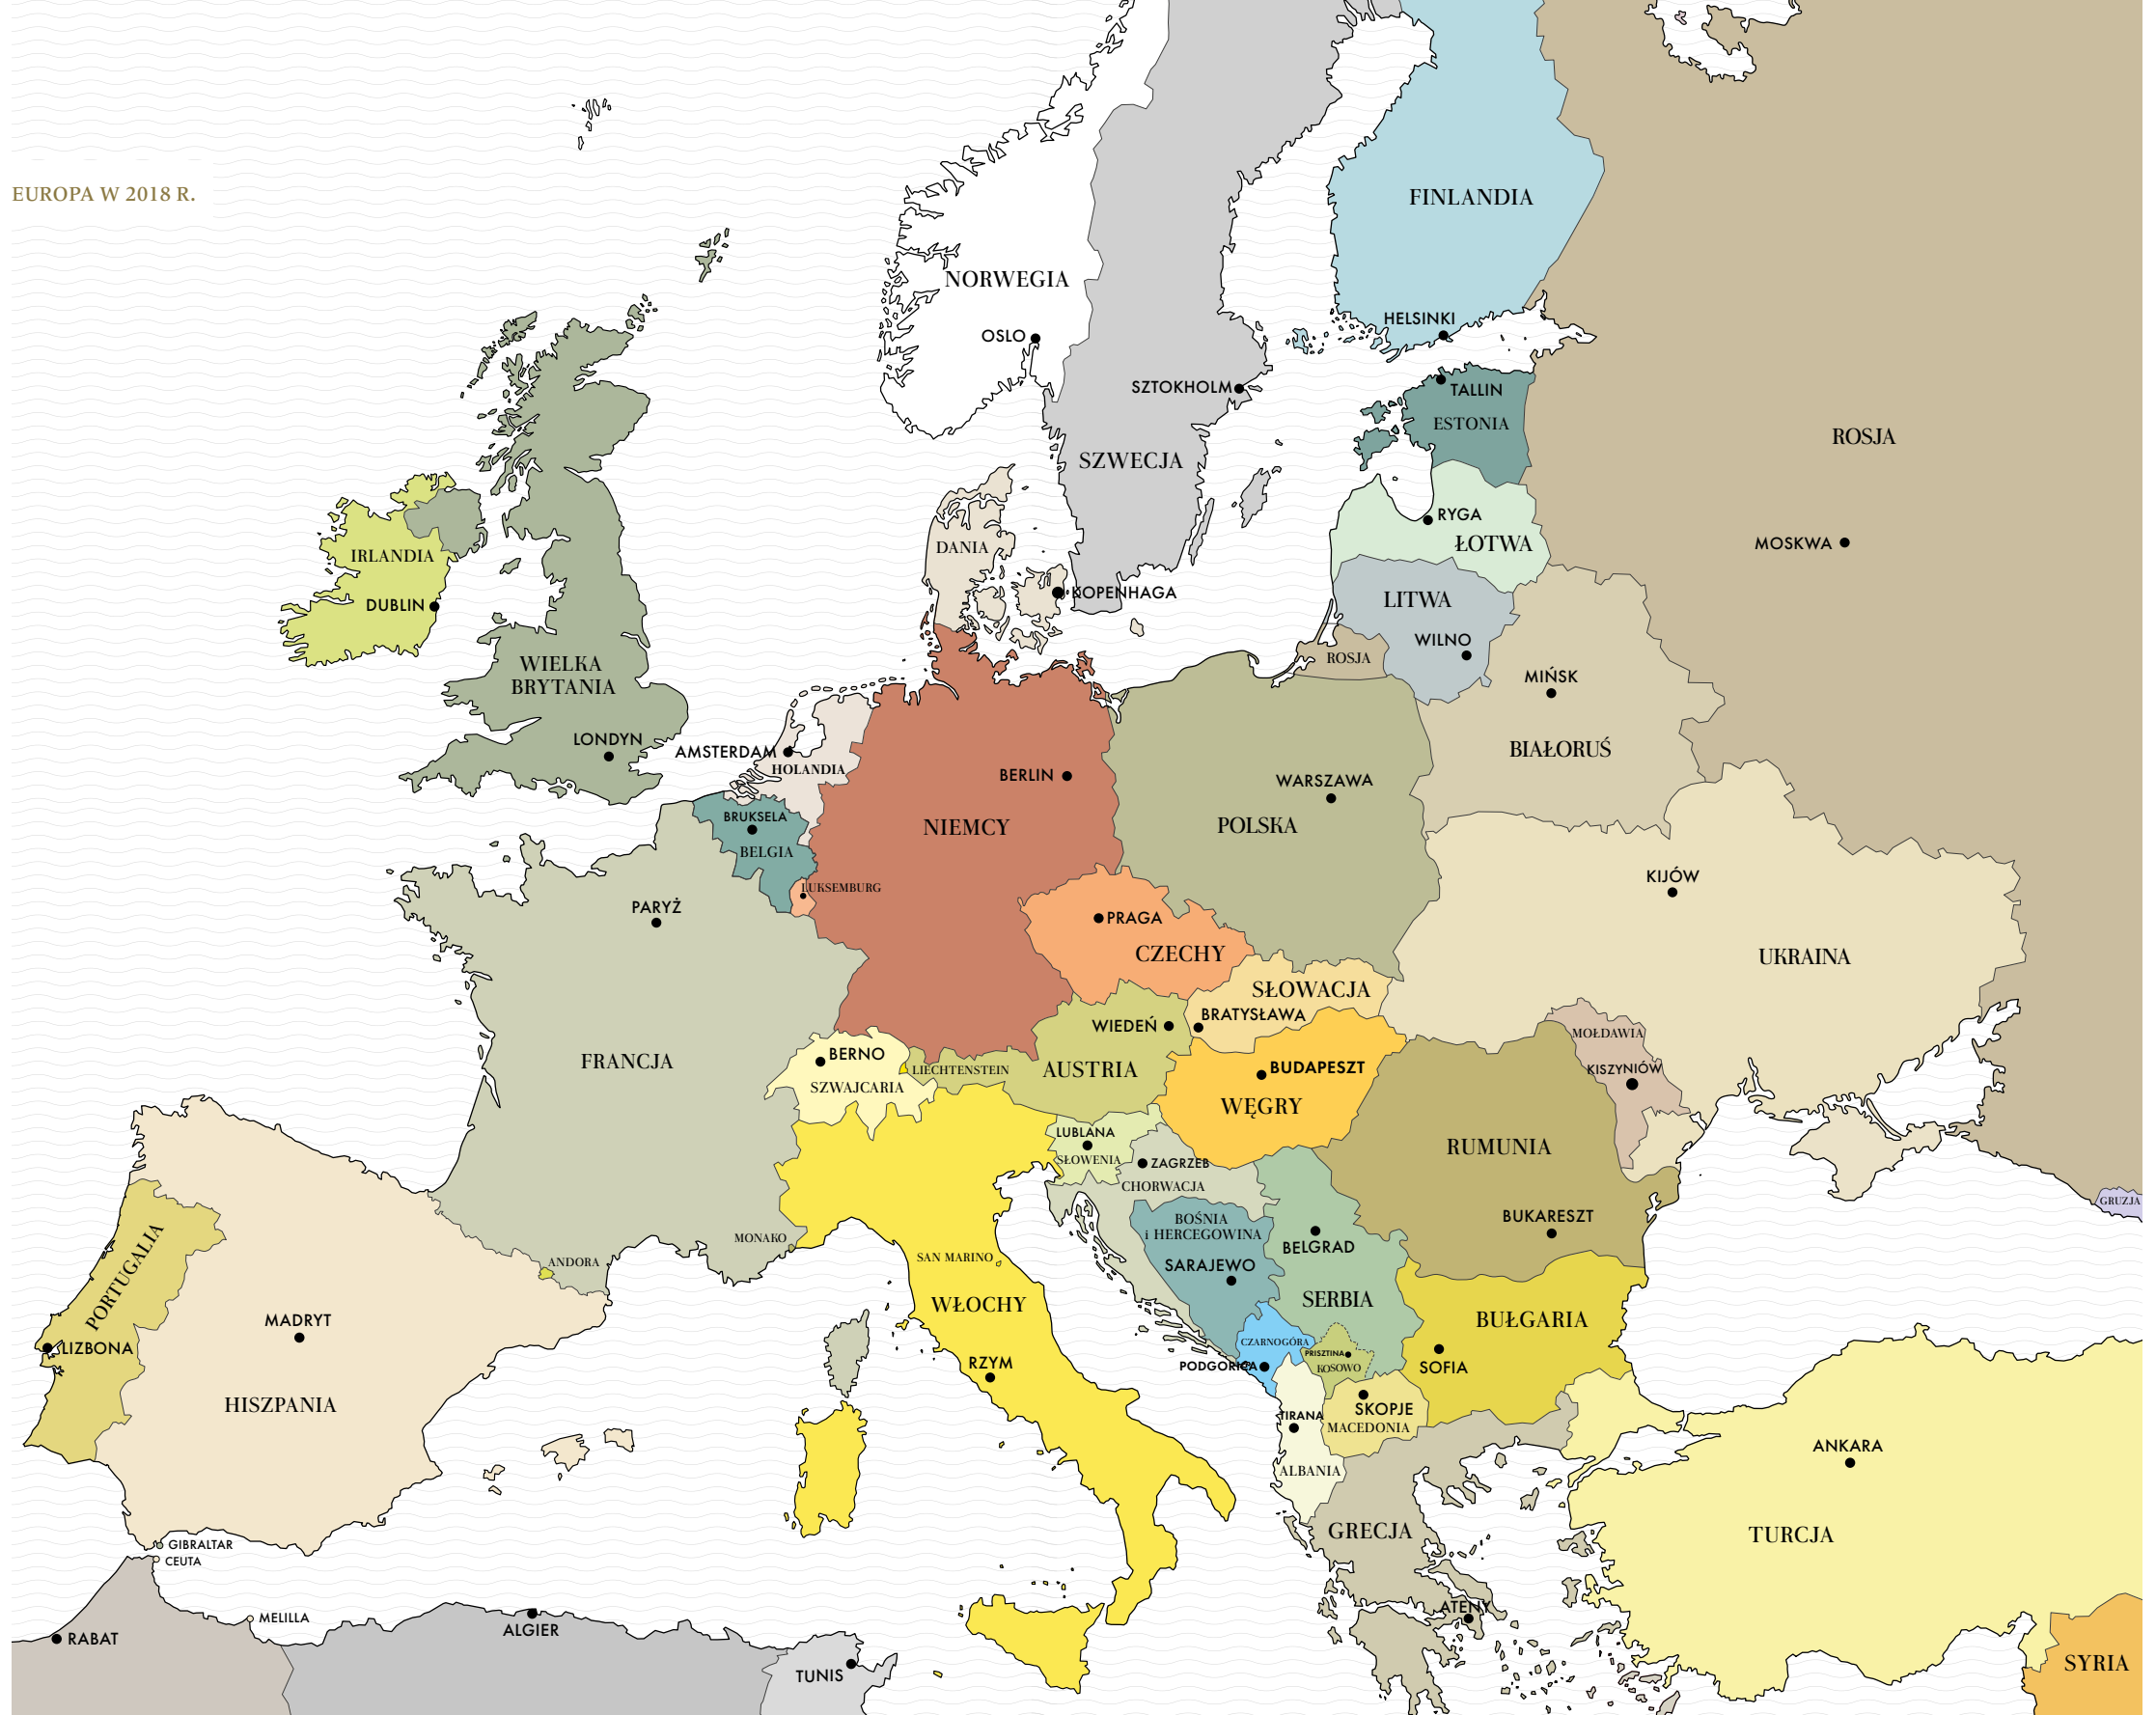 EUROPA W 2018 R.
FINLANDIA
NORWEGIA
HELSINKI
OSLO
SZTOKHOLM
TALLIN
ESTONIA
ROSJA
SZWECJA
RYGA
ŁOTWA
MOSKWA
DANIA
IRLANDIA
KOPENHAGA
DUBLIN
LITWA
WILNO
ROSJA
WIELKA
BRYTANIA
MIŃSK
BIAŁORUŚ
LONDYN
AMSTERDAM
HOLANDIA
BERLIN
WARSZAWA
BRUKSELA
BELGIA
NIEMCY
POLSKA
LUKSEMBURG
KIJÓW
PARYŻ
PRAGA
CZECHY
UKRAINA
SŁOWACJA
BRATYSŁAWA
WIEDEŃ
MOŁDAWIA
KISZYNIÓW
FRANCJA
BERNO
SZWAJCARIA
LIECHTENSTEIN
AUSTRIA
BUDAPESZT
WĘGRY
LUBLANA
SŁOWENIA
ZAGRZEB
CHORWACJA
RUMUNIA
BUKARESZT
GRUZJA
BOŚNIA
i HERCEGOWINA
SARAJEWO
BELGRAD
SERBIA
MONAKO
ANDORA
SAN MARINO
WŁOCHY
PORTUGALIA
LIZBONA
MADRYT
HISZPANIA
RZYM
CZARNOGÓRA
PODGORICA
PRISZTINA
KOSOWO
BUŁGARIA
SOFIA
SKOPJE
MACEDONIA
TIRANA
ALBANIA
ANKARA
TURCJA
GRECJA
ATENY
GIBRALTAR
CEUTA
MELILLA
RABAT
ALGIER
TUNIS
SYRIA